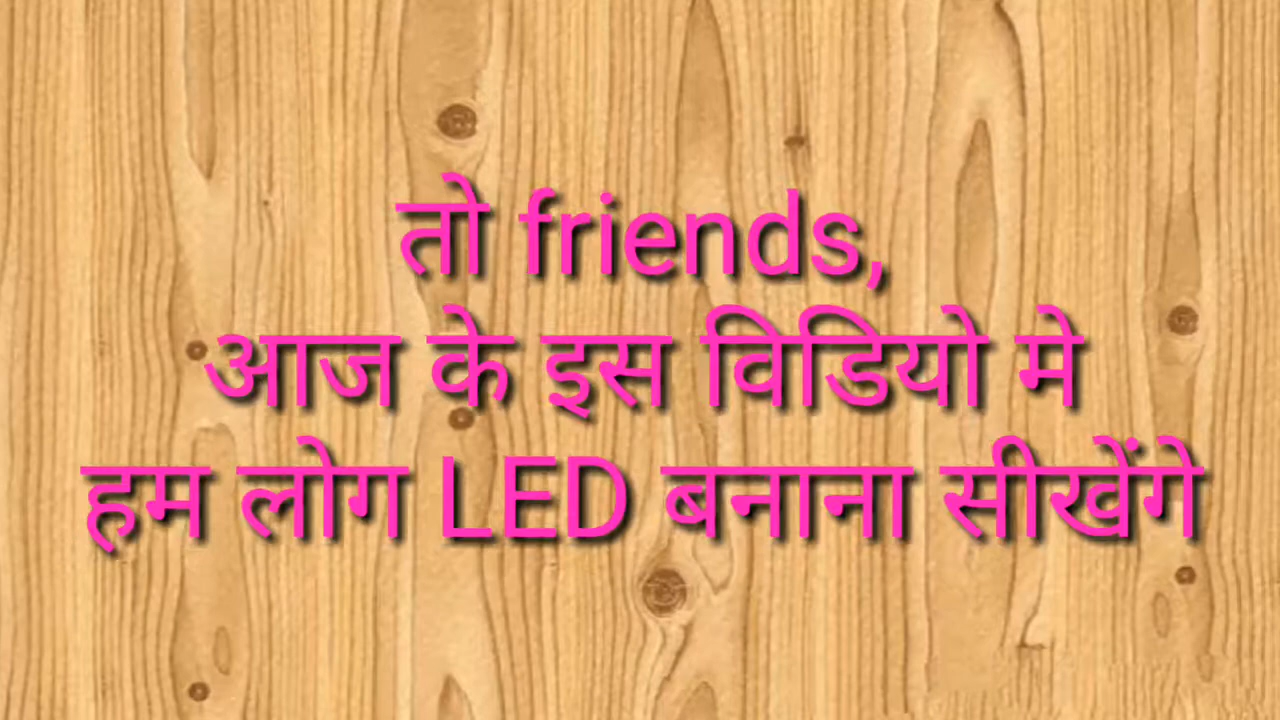 तो friends,
आज के इस विडियो मे
हम लोग LED बनाना सीखेंगे